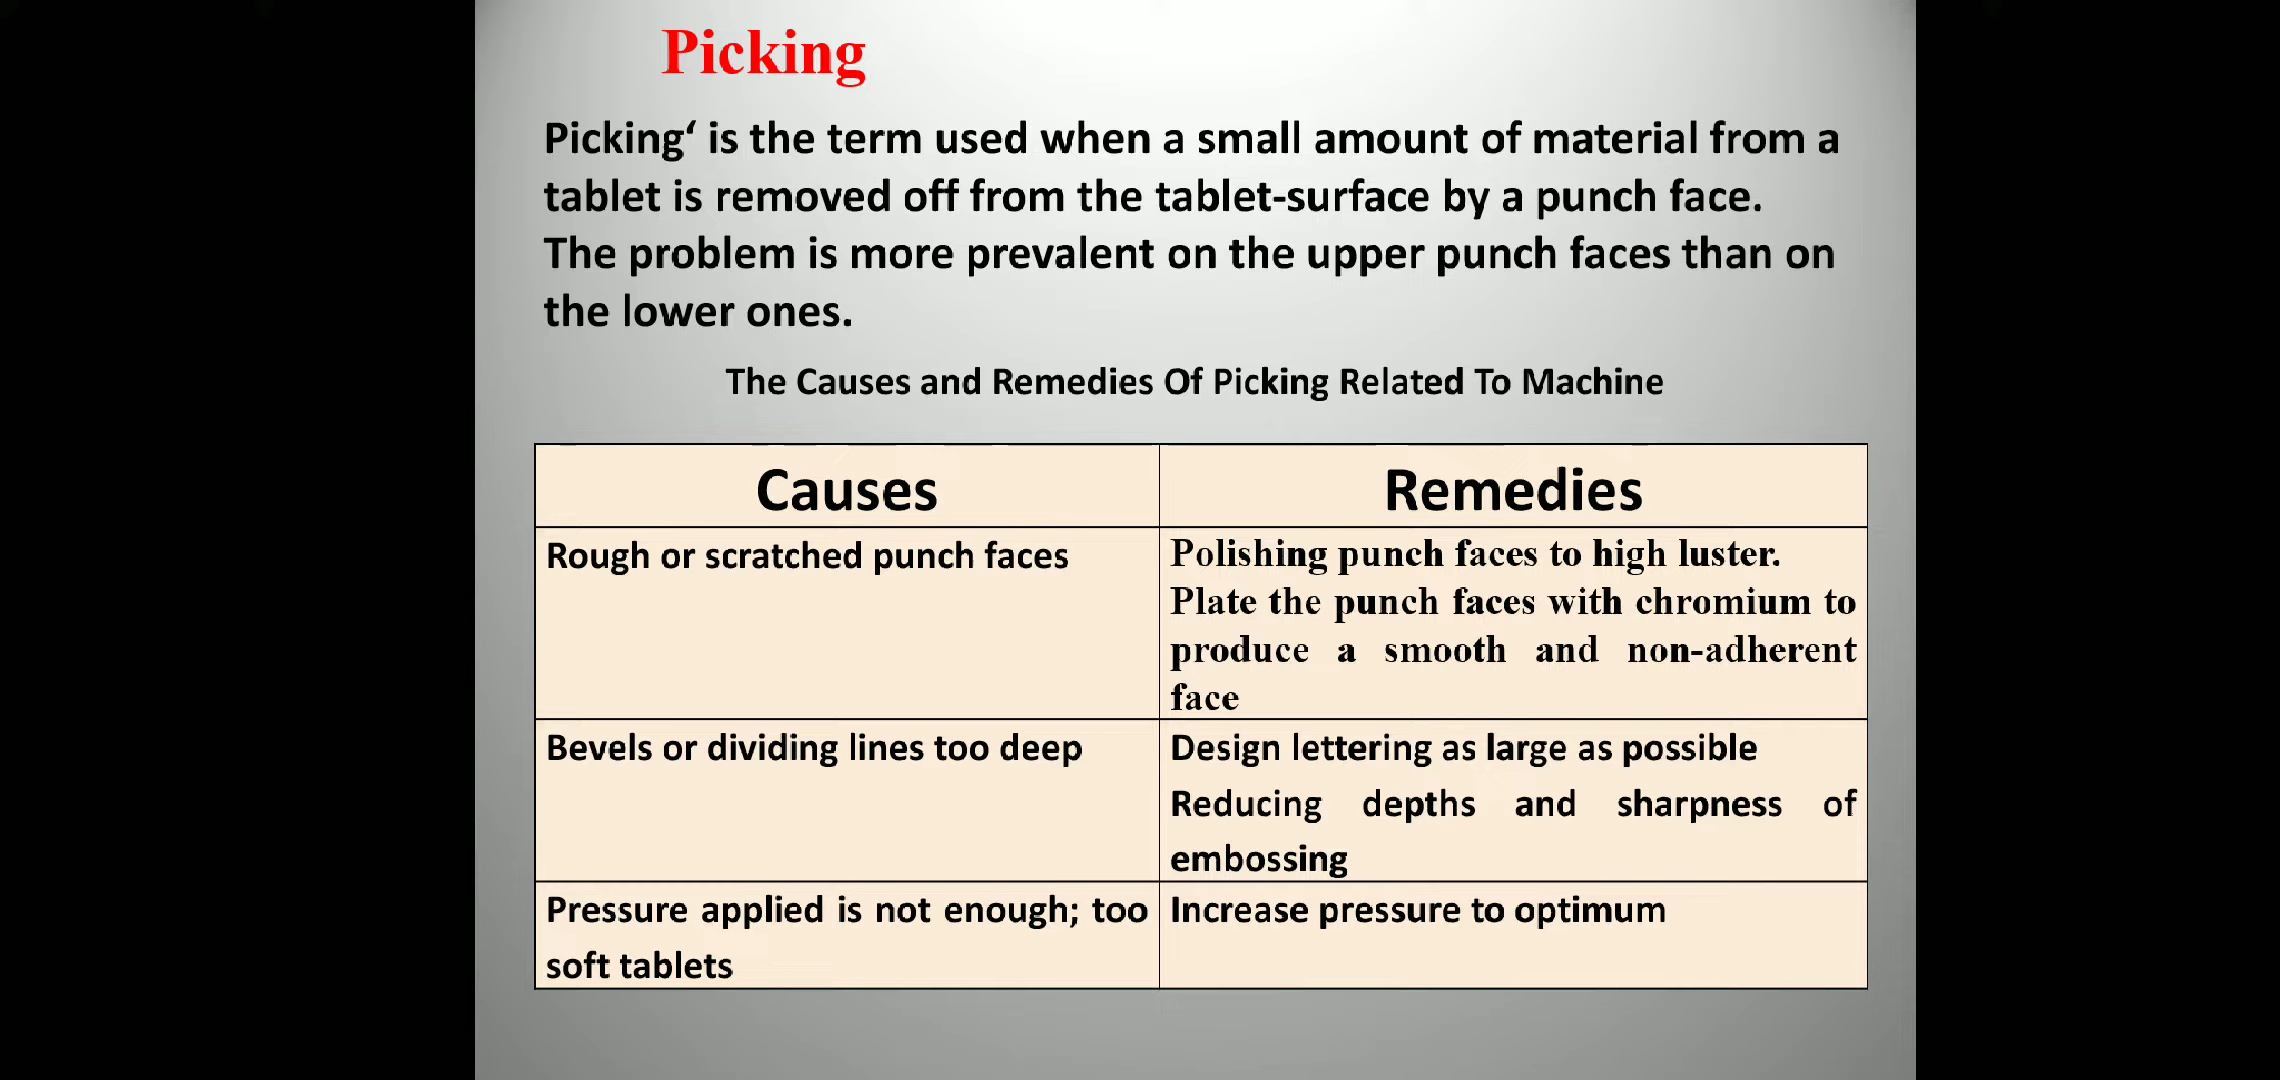 Picking
Picking‘ is the term used when a small amount of material from a
tablet is removed off from the tablet-surface by a punch face.
The problem is more prevalent on the upper punch faces than on
the lower ones.
The Causes and Remedies Of Picking Related To Machine
Causes
Remedies
Rough or scratched punch faces
Polishing punch faces to high luster.
Plate the punch faces with chromium to
produce a smooth and non-adherent
face
Bevels or dividing lines too deep
Design lettering as large as possible
Reducing depths and sharpness of
embossing
Pressure applied is not enough; too
soft tablets
Increase pressure to optimum